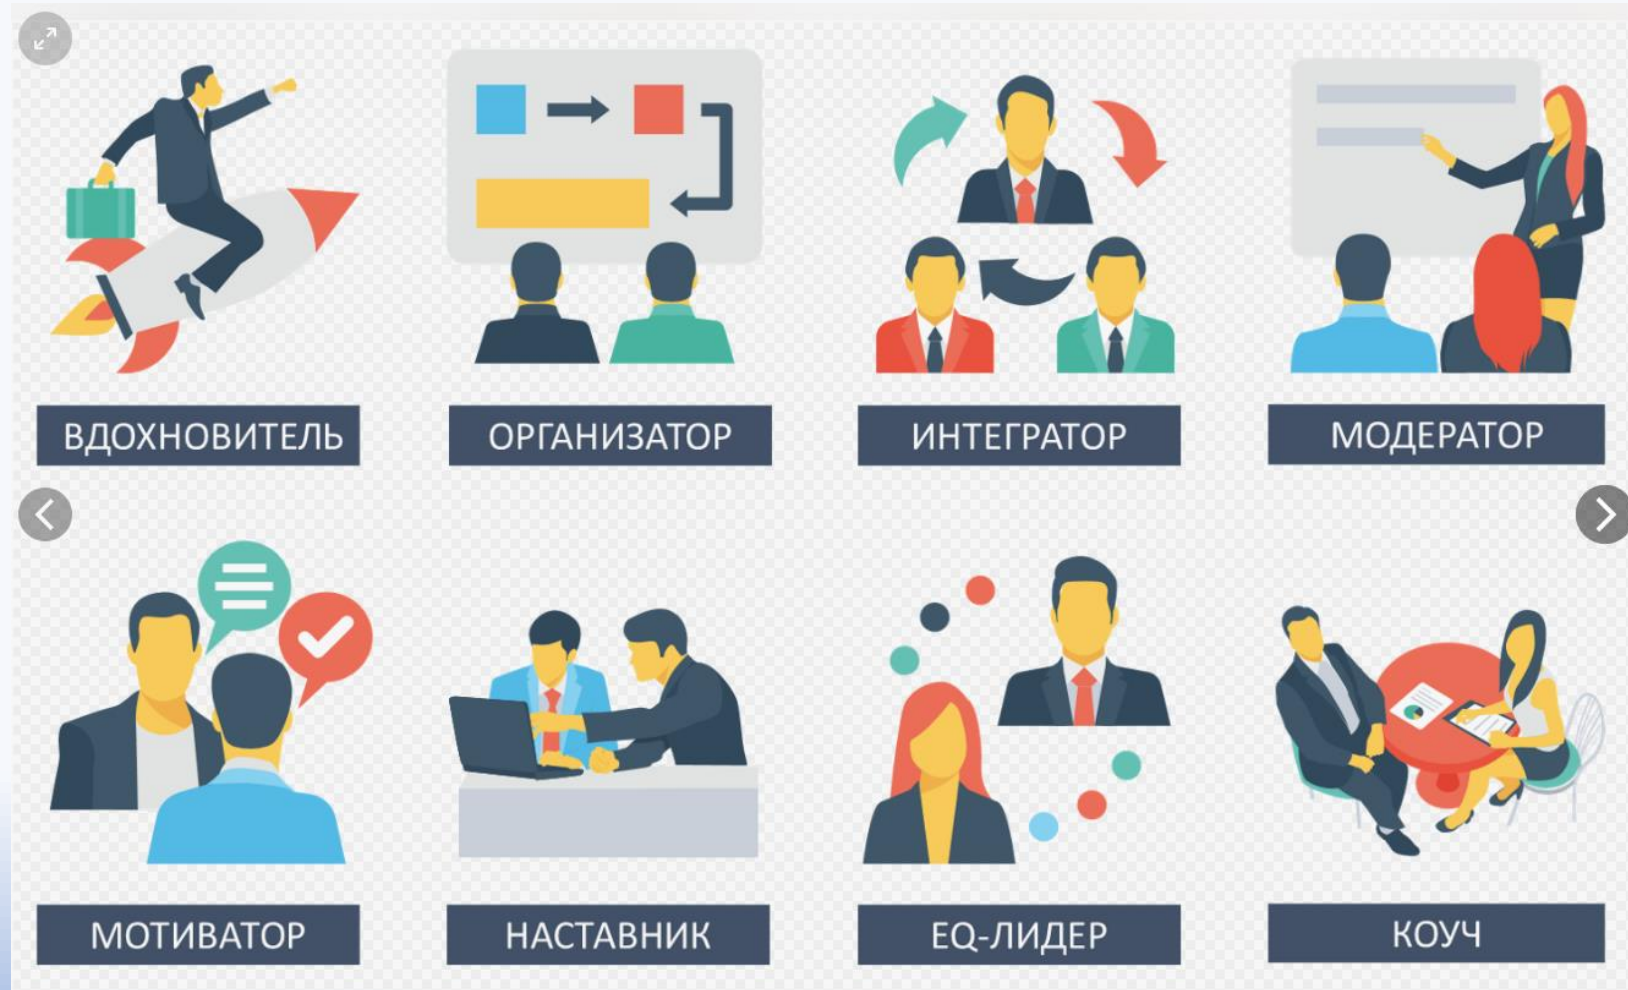 ВДОХНОВИТЕЛЬ
ОРГАНИЗАТОР
ИНТЕГРАТОР
МОДЕРАТОР
МОТИВАТОР
НАСТАВНИК
EQ-ЛИДЕР
КОУЧ